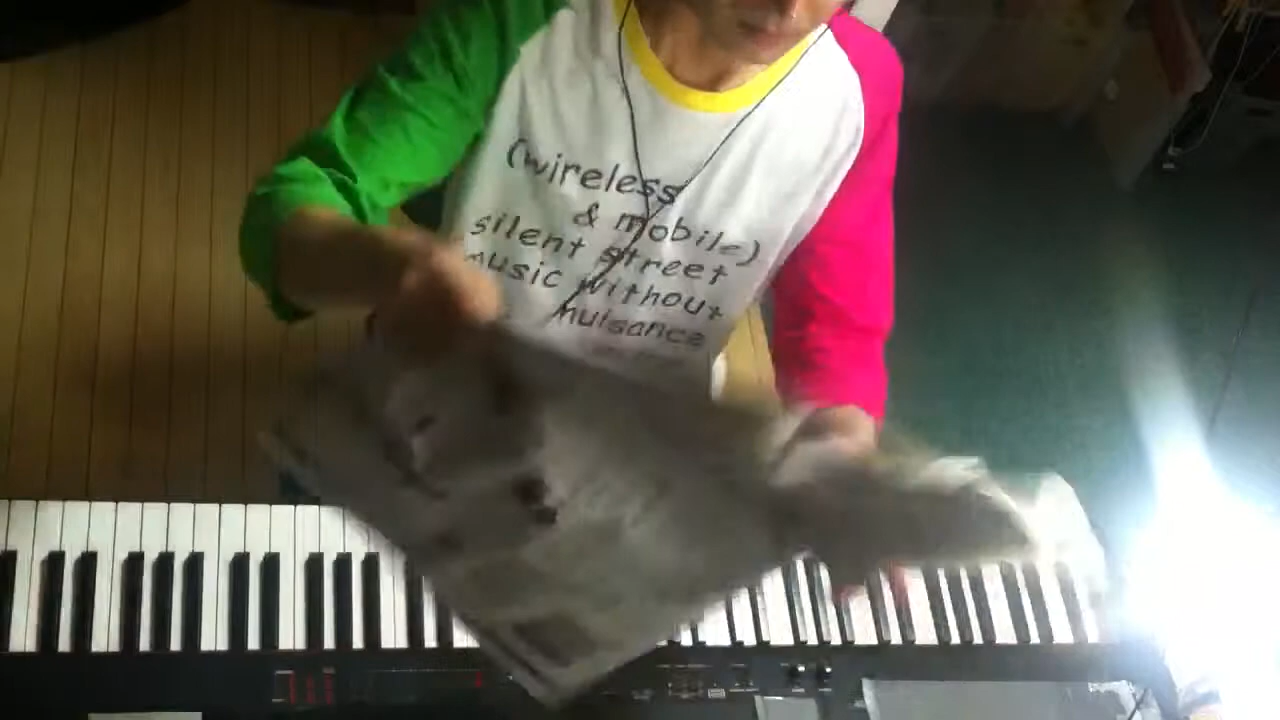 (wireless
& mobile)
silent street
music without
nuisance